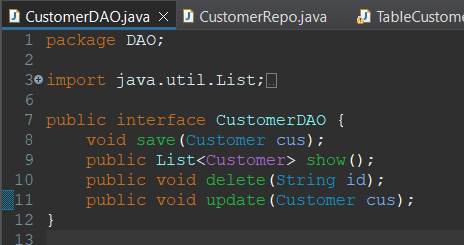 CustomerDAO.java CustomerRepo.java TableCustome
1 package DAO;
2
3 import java.util.List;
6
7 public interface CustomerDAO {
8 void save(Customer cus);
9 public List<Customer> show();
10 public void delete(String id);
11 public void update(Customer cus);
12 }
13